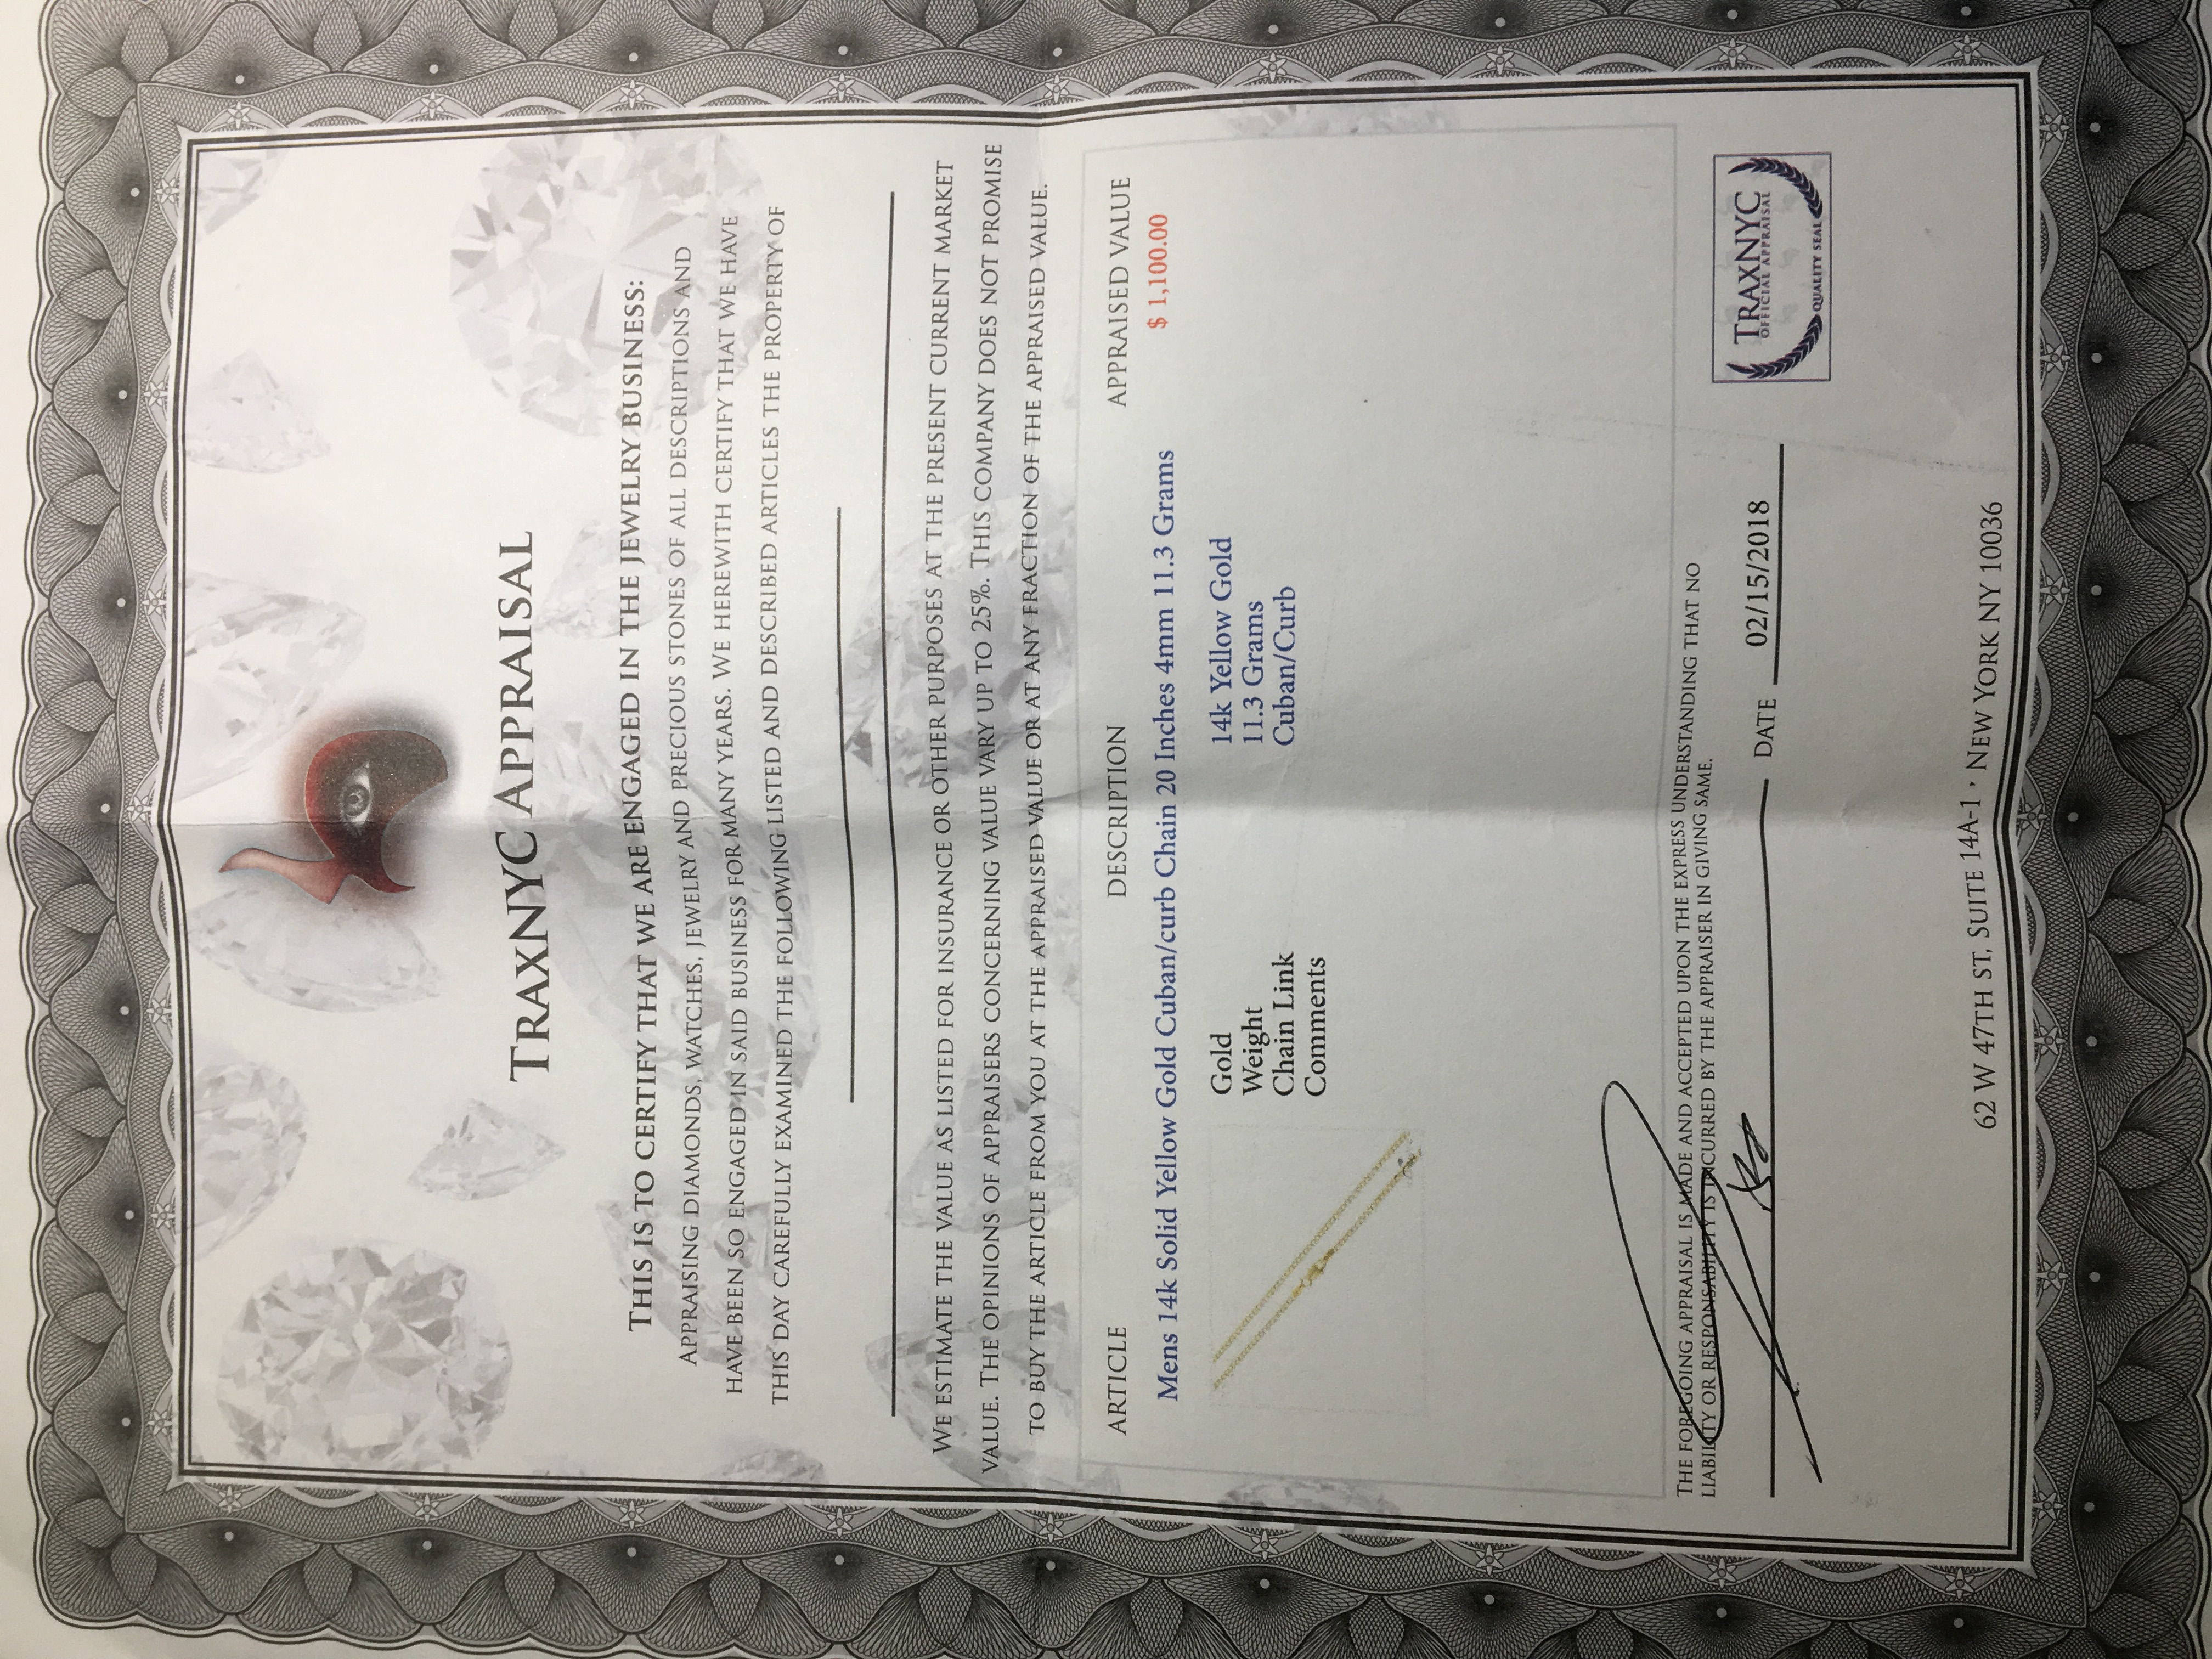 TRAXNYC APPRAISAL
THIS IS TO CERTIFY THAT WE ARE ENGAGED IN THE JEWELRY BUSINESS:
APPRAISING DIAMONDS, WATCHES, JEWELRY AND PRECIOUS STONES OF ALL DESCRIPTIONS AND
HAVE BEEN SO ENGAGED IN SAID BUSINESS FOR MANY YEARS. WE HEREWITH CERTIFY THAT WE HAVE
THIS DAY CAREFULLY EXAMINED THE FOLLOWING LISTED AND DESCRIBED ARTICLES THE PROPERTY OF
WE ESTIMATE THE VALUE AS LISTED FOR INSURANCE OR OTHER PURPOSES AT THE PRESENT CURRENT MARKET
VALUE. THE OPINIONS OF APPRAISERS CONCERNING VALUE VARY UP TO 25%. THIS COMPANY DOES NOT PROMISE
TO BUY THE ARTICLE FROM YOU AT THE APPRAISED VALUE OR AT ANY FRACTION OF THE APPRAISED VALUE.
ARTICLE DESCRIPTION APPRAISED VALUE
Mens 14k Solid Yellow Gold Cuban/curb Chain 20 Inches 4mm 11.3 Grams $ 1,100.00
Gold 14k Yellow Gold
Weight 11.3 Grams
Chain Link Cuban/Curb
Comments
THE FOREGOING APPRAISAL IS MADE AND ACCEPTED UPON THE EXPRESS UNDERSTANDING THAT NO
LIABILITY OR RESPONSABILITY IS INCURRED BY THE APPRAISER IN GIVING SAME.
DATE 02/15/2018
TRAXNYC
OFFICIAL APPRAISAL
QUALITY SEAL
62 W 47TH ST, SUITE 14A-1 · NEW YORK NY 10036